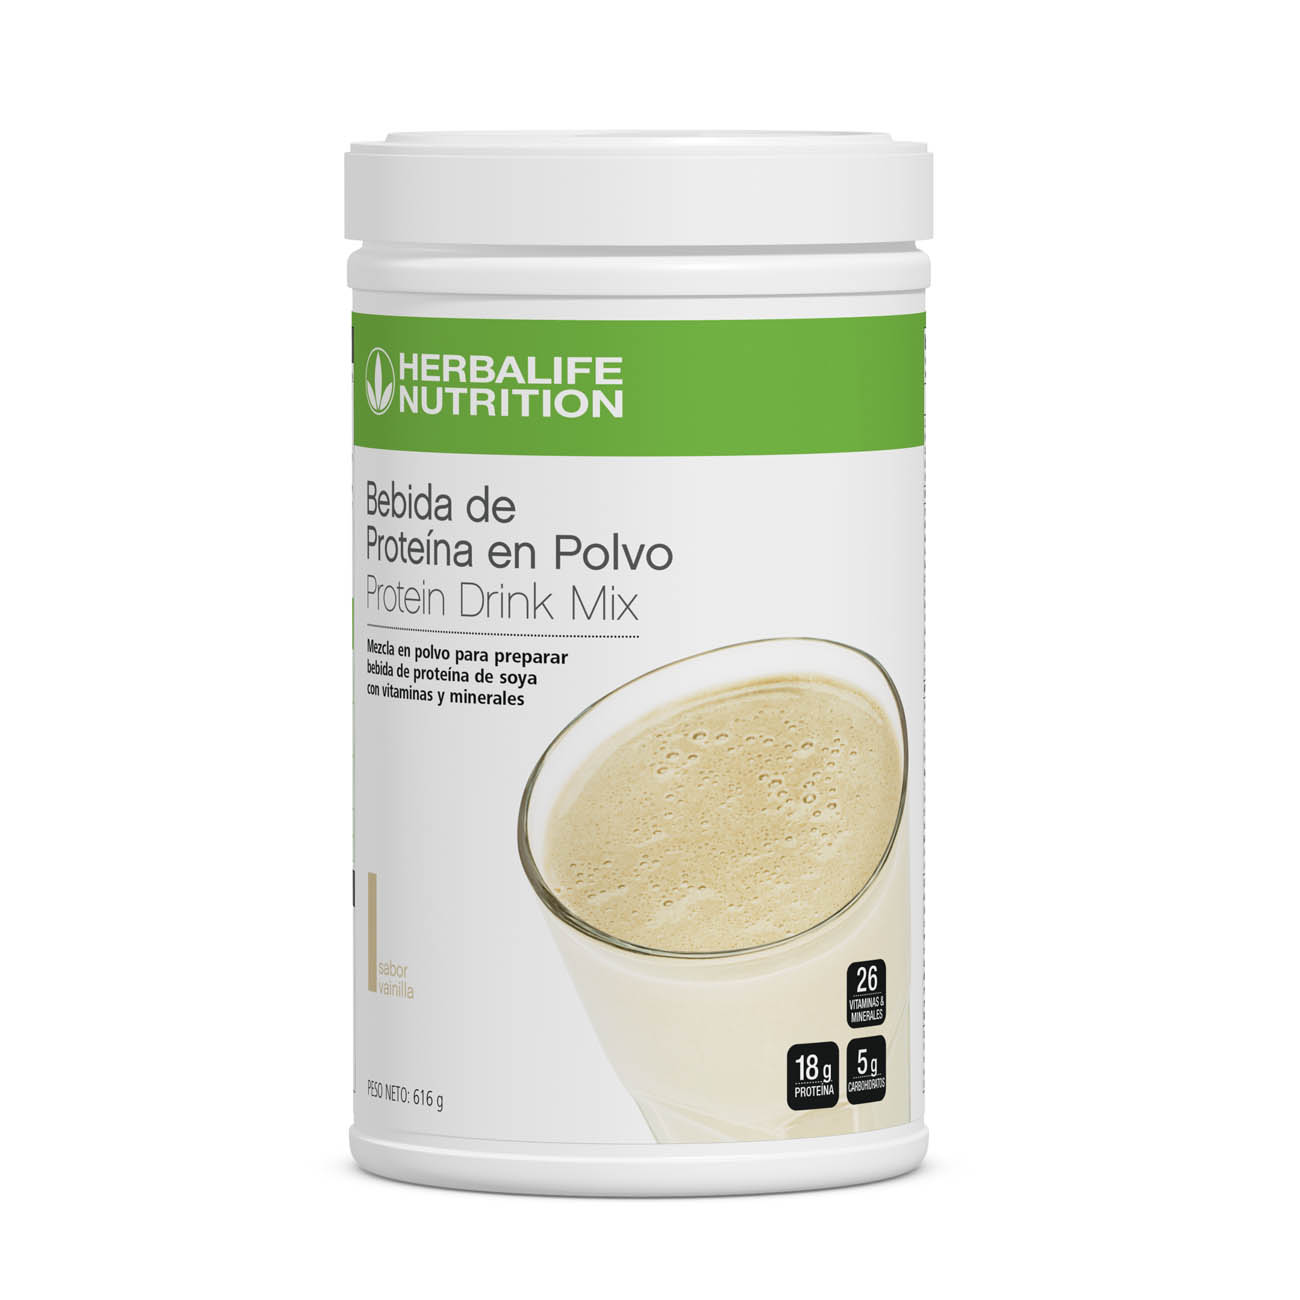 HERBALIFE
NUTRITION
Bebida de
Proteína en Polvo
Protein Drink Mix
Mezcla en polvo para preparar
bebida de proteína de soya
con vitaminas y minerales
sabor
vainilla
26
VITAMINAS &
MINERALES
18 g
PROTEÍNA
5 g
CARBOHIDRATOS
PESO NETO: 616 g